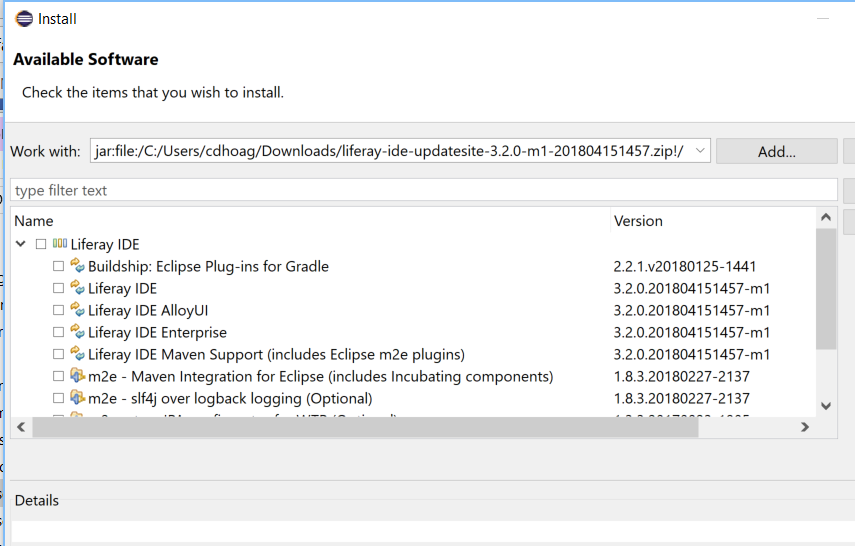 Install
Available Software
Check the items that you wish to install.
Work with: jar:file:/C:/Users/cdhoag/Downloads/liferay-ide-updatesite-3.2.0-m1-201804151457.zip!/ Add...
type filter text
Name Version
Liferay IDE
Buildship: Eclipse Plug-ins for Gradle 2.2.1.v20180125-1441
Liferay IDE 3.2.0.201804151457-m1
Liferay IDE AlloyUI 3.2.0.201804151457-m1
Liferay IDE Enterprise 3.2.0.201804151457-m1
Liferay IDE Maven Support (includes Eclipse m2e plugins) 3.2.0.201804151457-m1
m2e - Maven Integration for Eclipse (includes Incubating components) 1.8.3.20180227-2137
m2e - slf4j over logback logging (Optional) 1.8.3.20180227-2137
Details